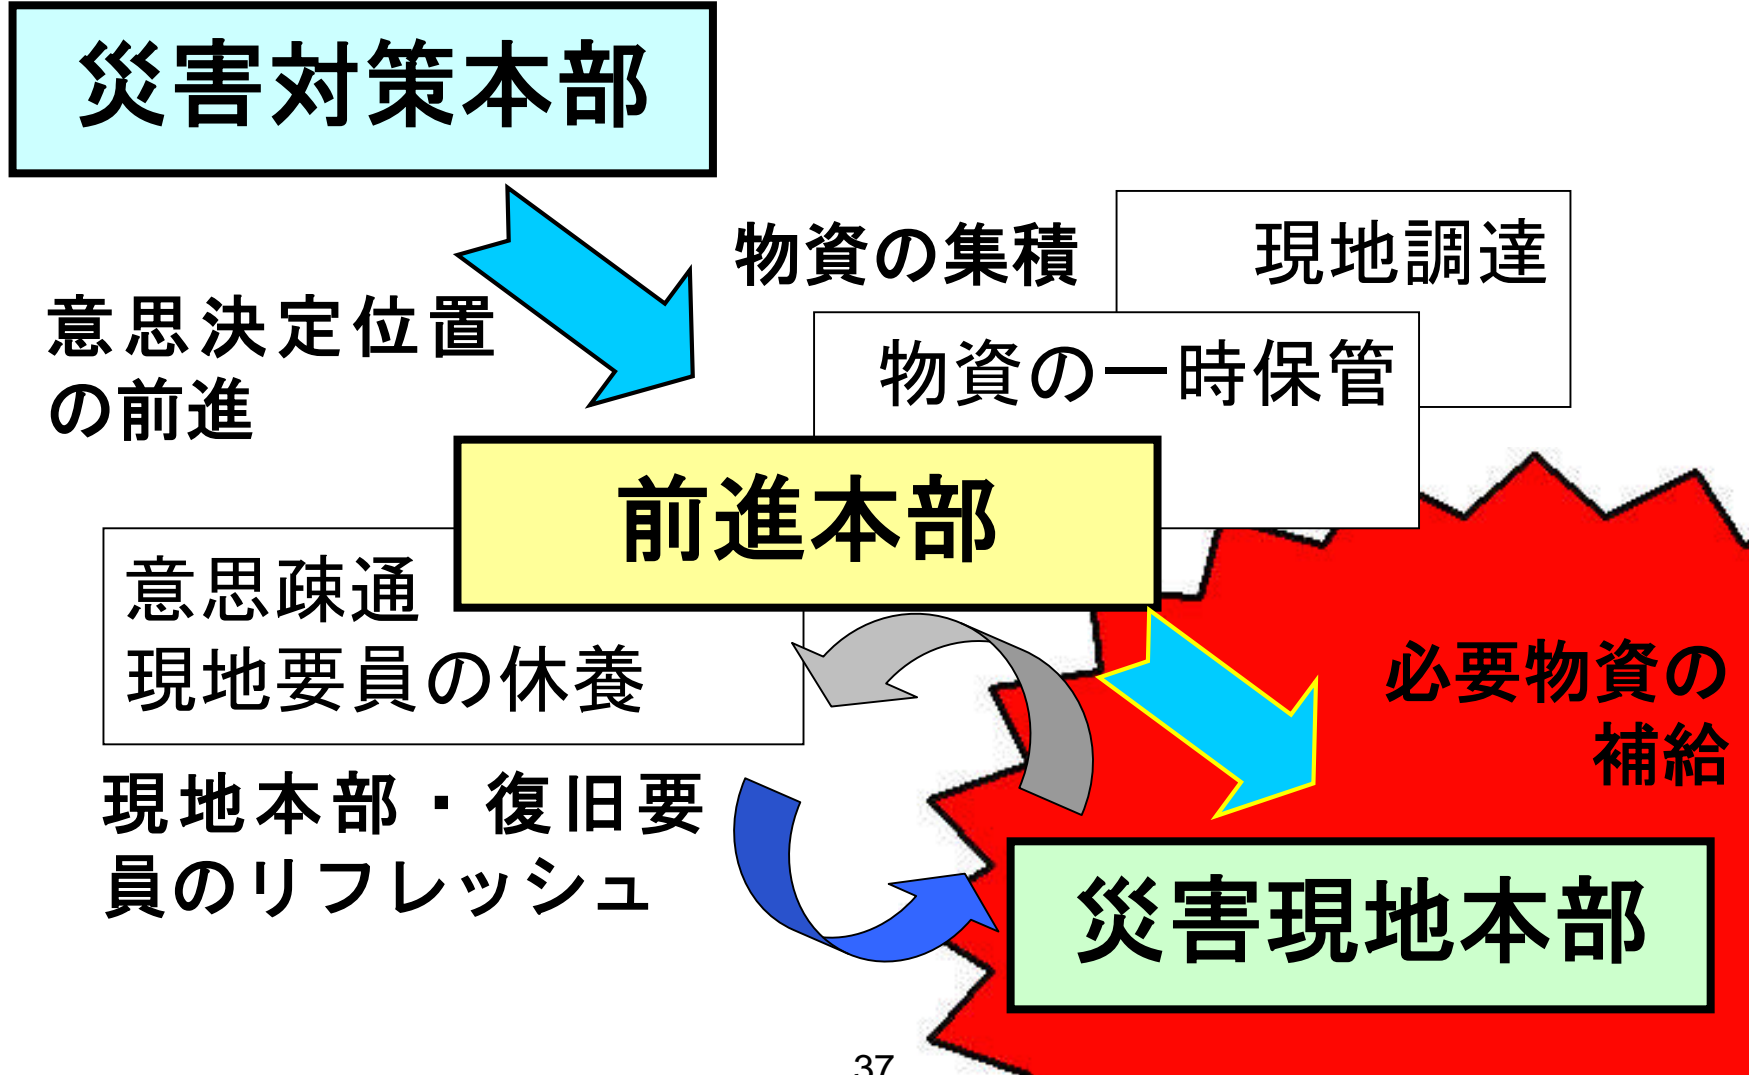 災害対策本部
物資の集積
現地調達
意思決定位置
の前進
物資の一時保管
前進本部
意思疎通
現地要員の休養
必要物資の
補給
現地本部・復旧要
員のリフレッシュ
災害現地本部
37